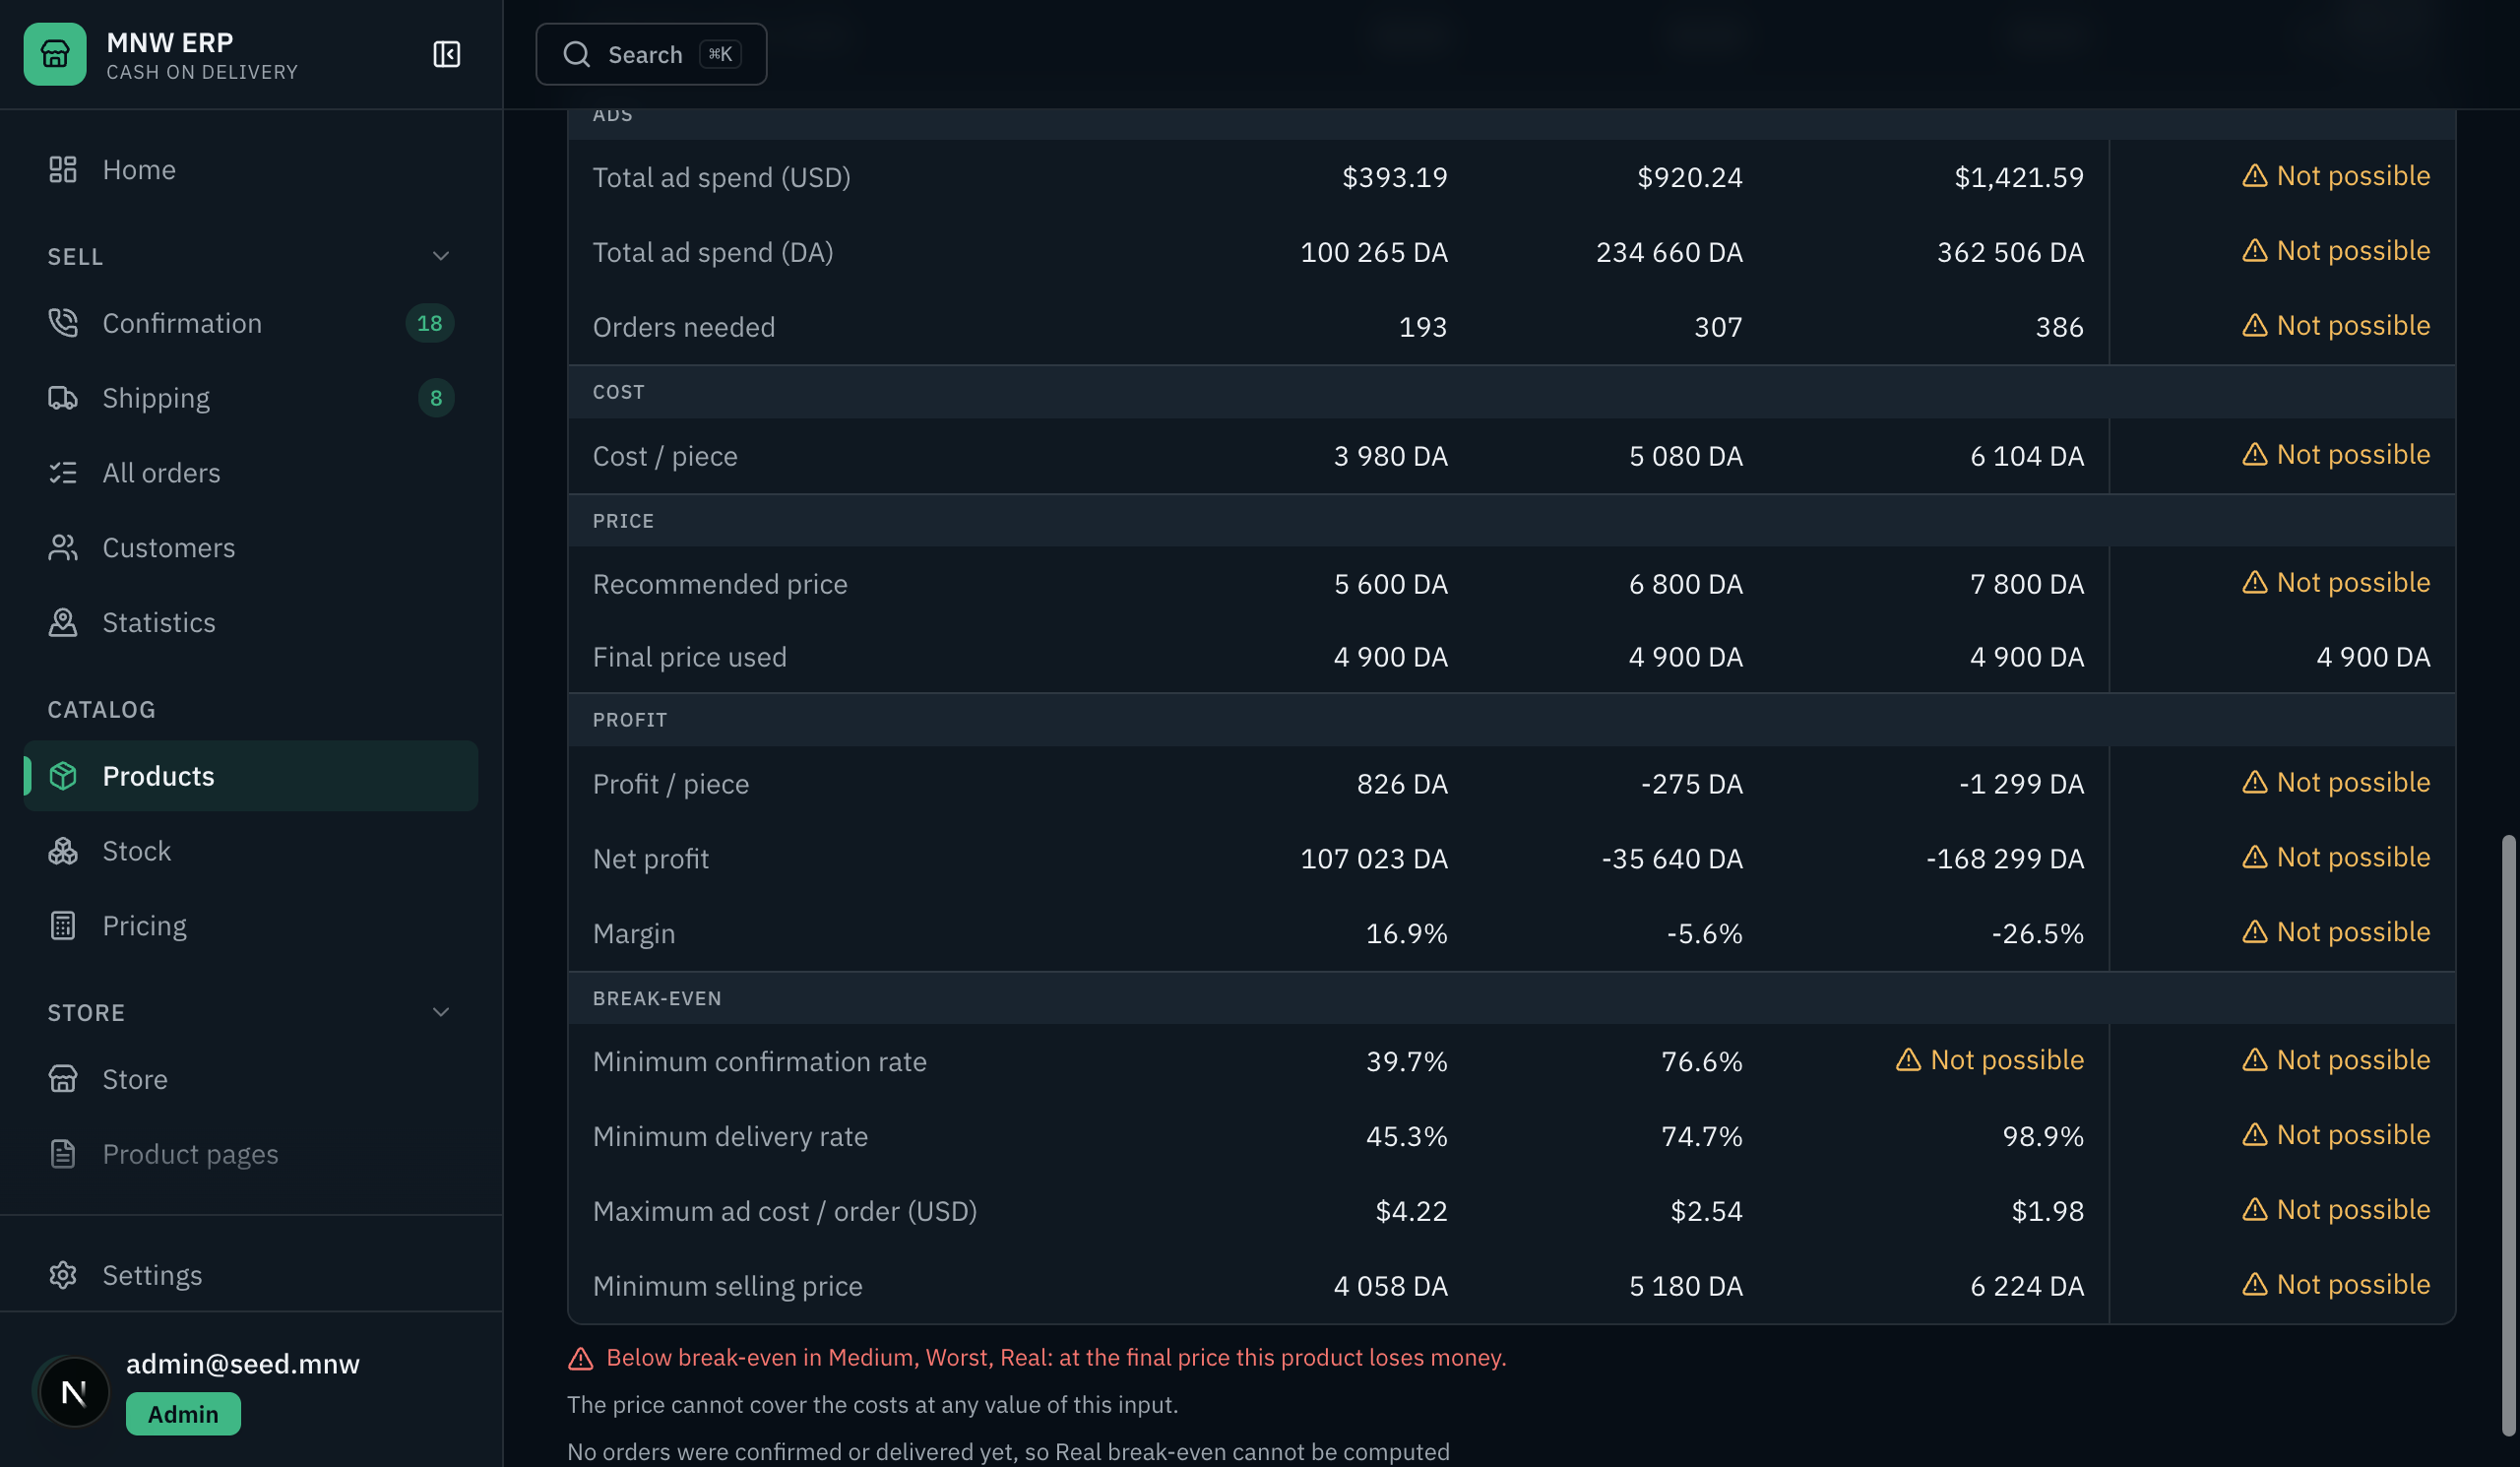 MNW ERP
CASH ON DELIVERY
Search ⌘K
Home
SELL
Confirmation 18
Shipping 8
All orders
Customers
Statistics
CATALOG
Products
Stock
Pricing
STORE
Store
Product pages
Settings
N
admin@seed.mnw
Admin
ADS
Total ad spend (USD) $393.19 $920.24 $1,421.59 Not possible
Total ad spend (DA) 100 265 DA 234 660 DA 362 506 DA Not possible
Orders needed 193 307 386 Not possible
COST
Cost / piece 3 980 DA 5 080 DA 6 104 DA Not possible
PRICE
Recommended price 5 600 DA 6 800 DA 7 800 DA Not possible
Final price used 4 900 DA 4 900 DA 4 900 DA 4 900 DA
PROFIT
Profit / piece 826 DA -275 DA -1 299 DA Not possible
Net profit 107 023 DA -35 640 DA -168 299 DA Not possible
Margin 16.9% -5.6% -26.5% Not possible
BREAK-EVEN
Minimum confirmation rate 39.7% 76.6% Not possible Not possible
Minimum delivery rate 45.3% 74.7% 98.9% Not possible
Maximum ad cost / order (USD) $4.22 $2.54 $1.98 Not possible
Minimum selling price 4 058 DA 5 180 DA 6 224 DA Not possible
Below break-even in Medium, Worst, Real: at the final price this product loses money.
The price cannot cover the costs at any value of this input.
No orders were confirmed or delivered yet, so Real break-even cannot be computed